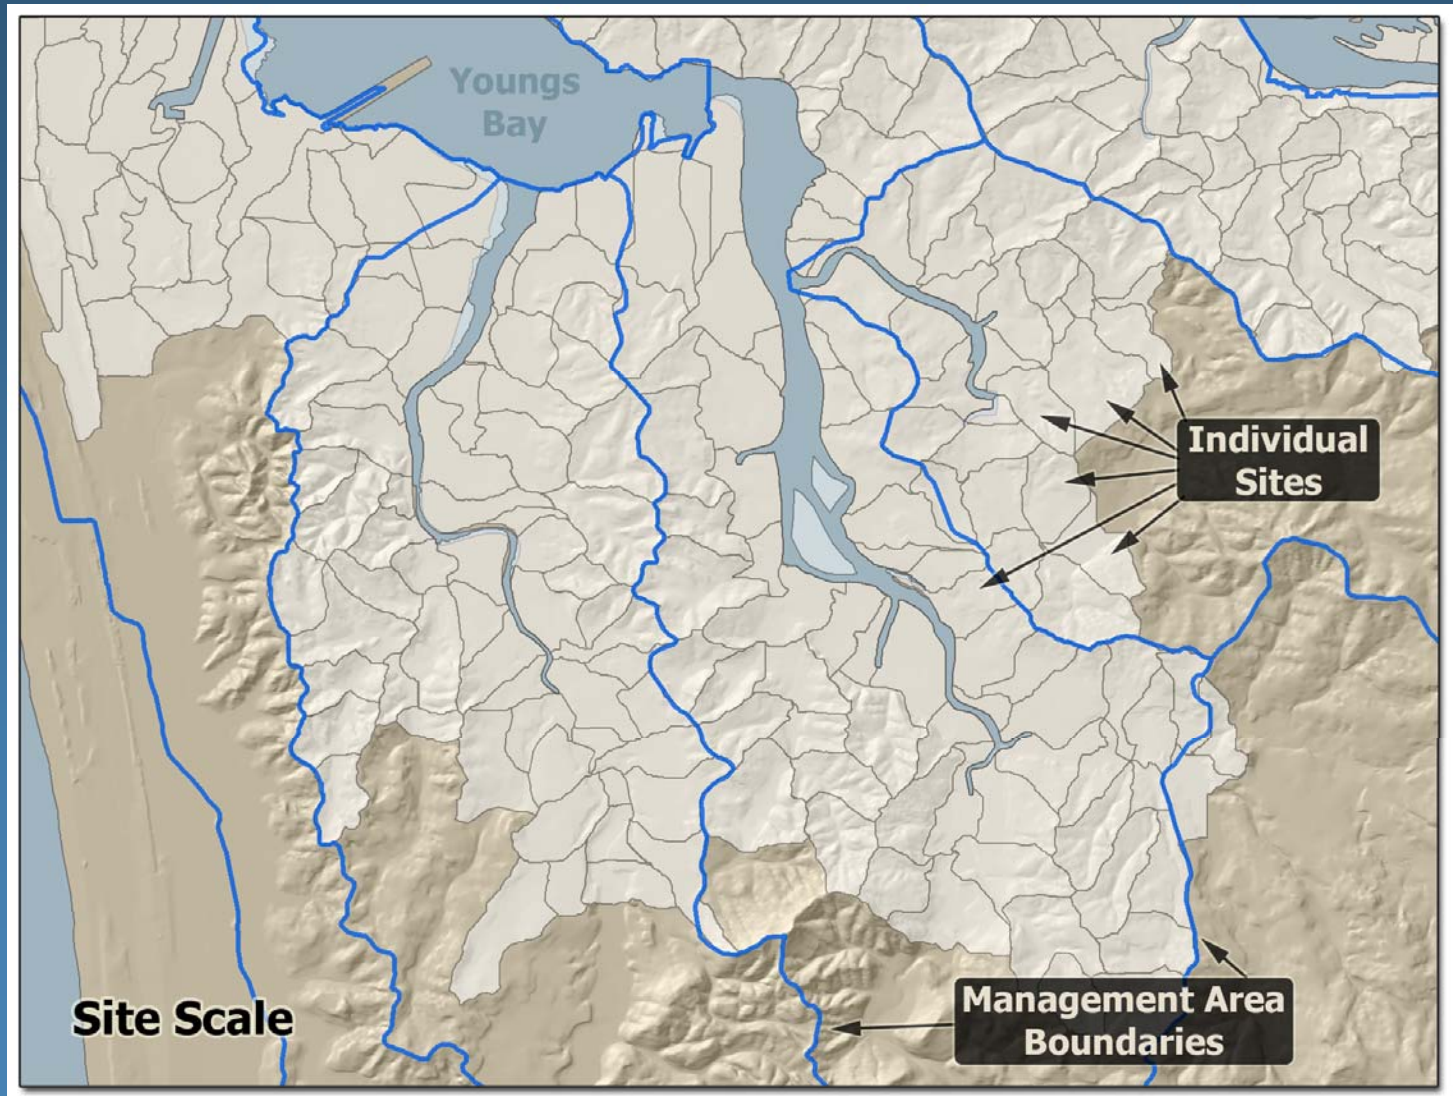 Youngs
Bay
Individual
Sites
Management Area
Boundaries
Site Scale